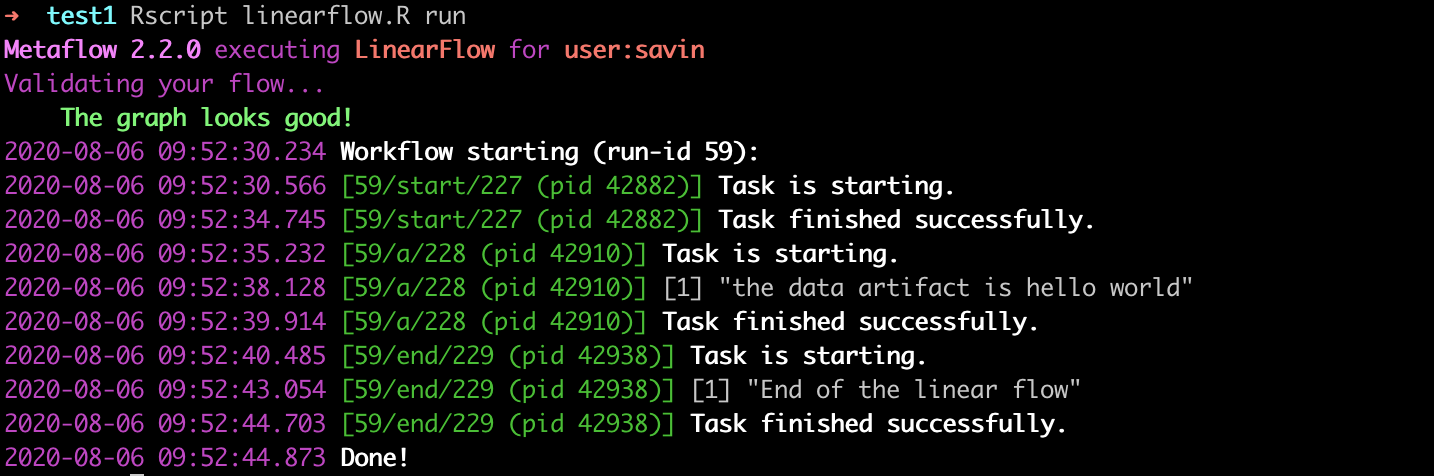 ➜  test1 Rscript linearflow.R run
Metaflow 2.2.0 executing LinearFlow for user:savin
Validating your flow...
    The graph looks good!
2020-08-06 09:52:30.234 Workflow starting (run-id 59):
2020-08-06 09:52:30.566 [59/start/227 (pid 42882)] Task is starting.
2020-08-06 09:52:34.745 [59/start/227 (pid 42882)] Task finished successfully.
2020-08-06 09:52:35.232 [59/a/228 (pid 42910)] Task is starting.
2020-08-06 09:52:38.128 [59/a/228 (pid 42910)] [1] "the data artifact is hello world"
2020-08-06 09:52:39.914 [59/a/228 (pid 42910)] Task finished successfully.
2020-08-06 09:52:40.485 [59/end/229 (pid 42938)] Task is starting.
2020-08-06 09:52:43.054 [59/end/229 (pid 42938)] [1] "End of the linear flow"
2020-08-06 09:52:44.703 [59/end/229 (pid 42938)] Task finished successfully.
2020-08-06 09:52:44.873 Done!